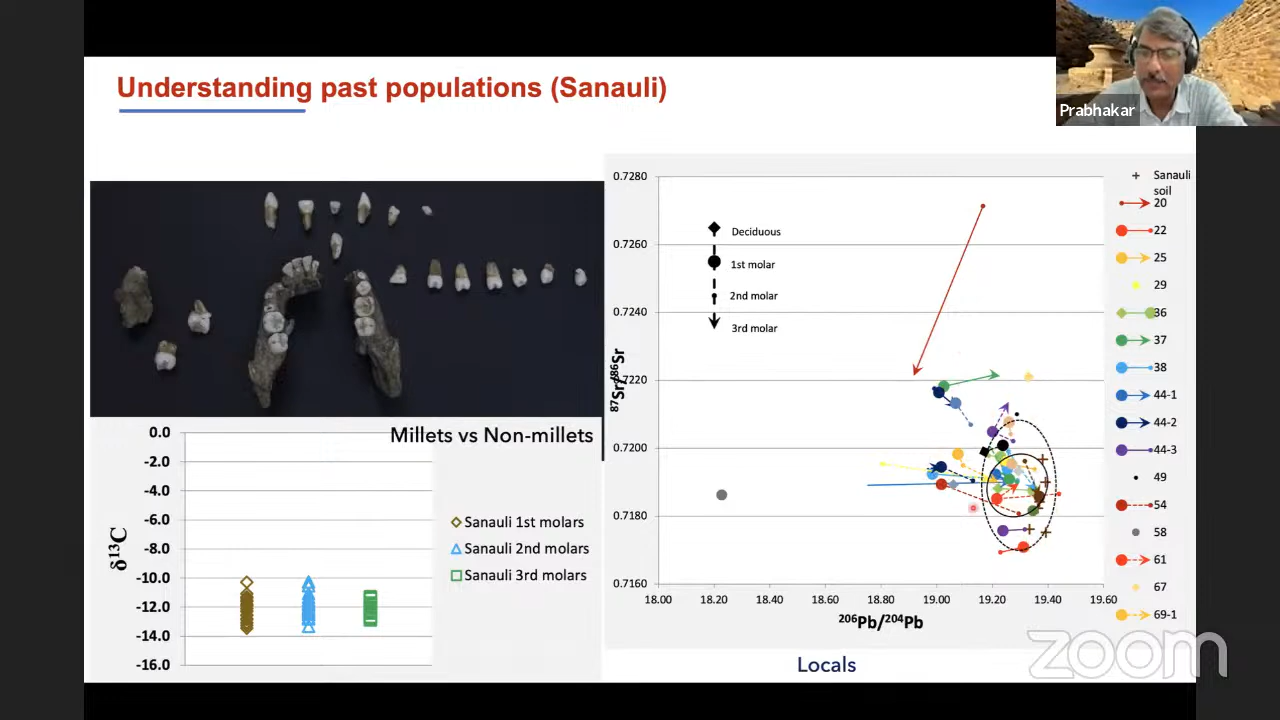 Understanding past populations (Sanauli)
Prabhakar
Millets vs Non-millets
0.0
-2.0
-4.0
-6.0
-8.0
-10.0
-12.0
-14.0
-16.0
δ¹³C
Sanauli 1st molars
Sanauli 2nd molars
Sanauli 3rd molars
0.7280
0.7260
0.7240
0.7220
0.7200
0.7180
0.7160
⁸⁷Sr/⁸⁶Sr
Deciduous
1st molar
2nd molar
3rd molar
18.00 18.20 18.40 18.60 18.80 19.00 19.20 19.40 19.60
²⁰⁶Pb/²⁰⁴Pb
Sanauli
soil
20
22
25
29
36
37
38
44-1
44-2
44-3
49
54
58
61
67
69-1
Locals
zoom